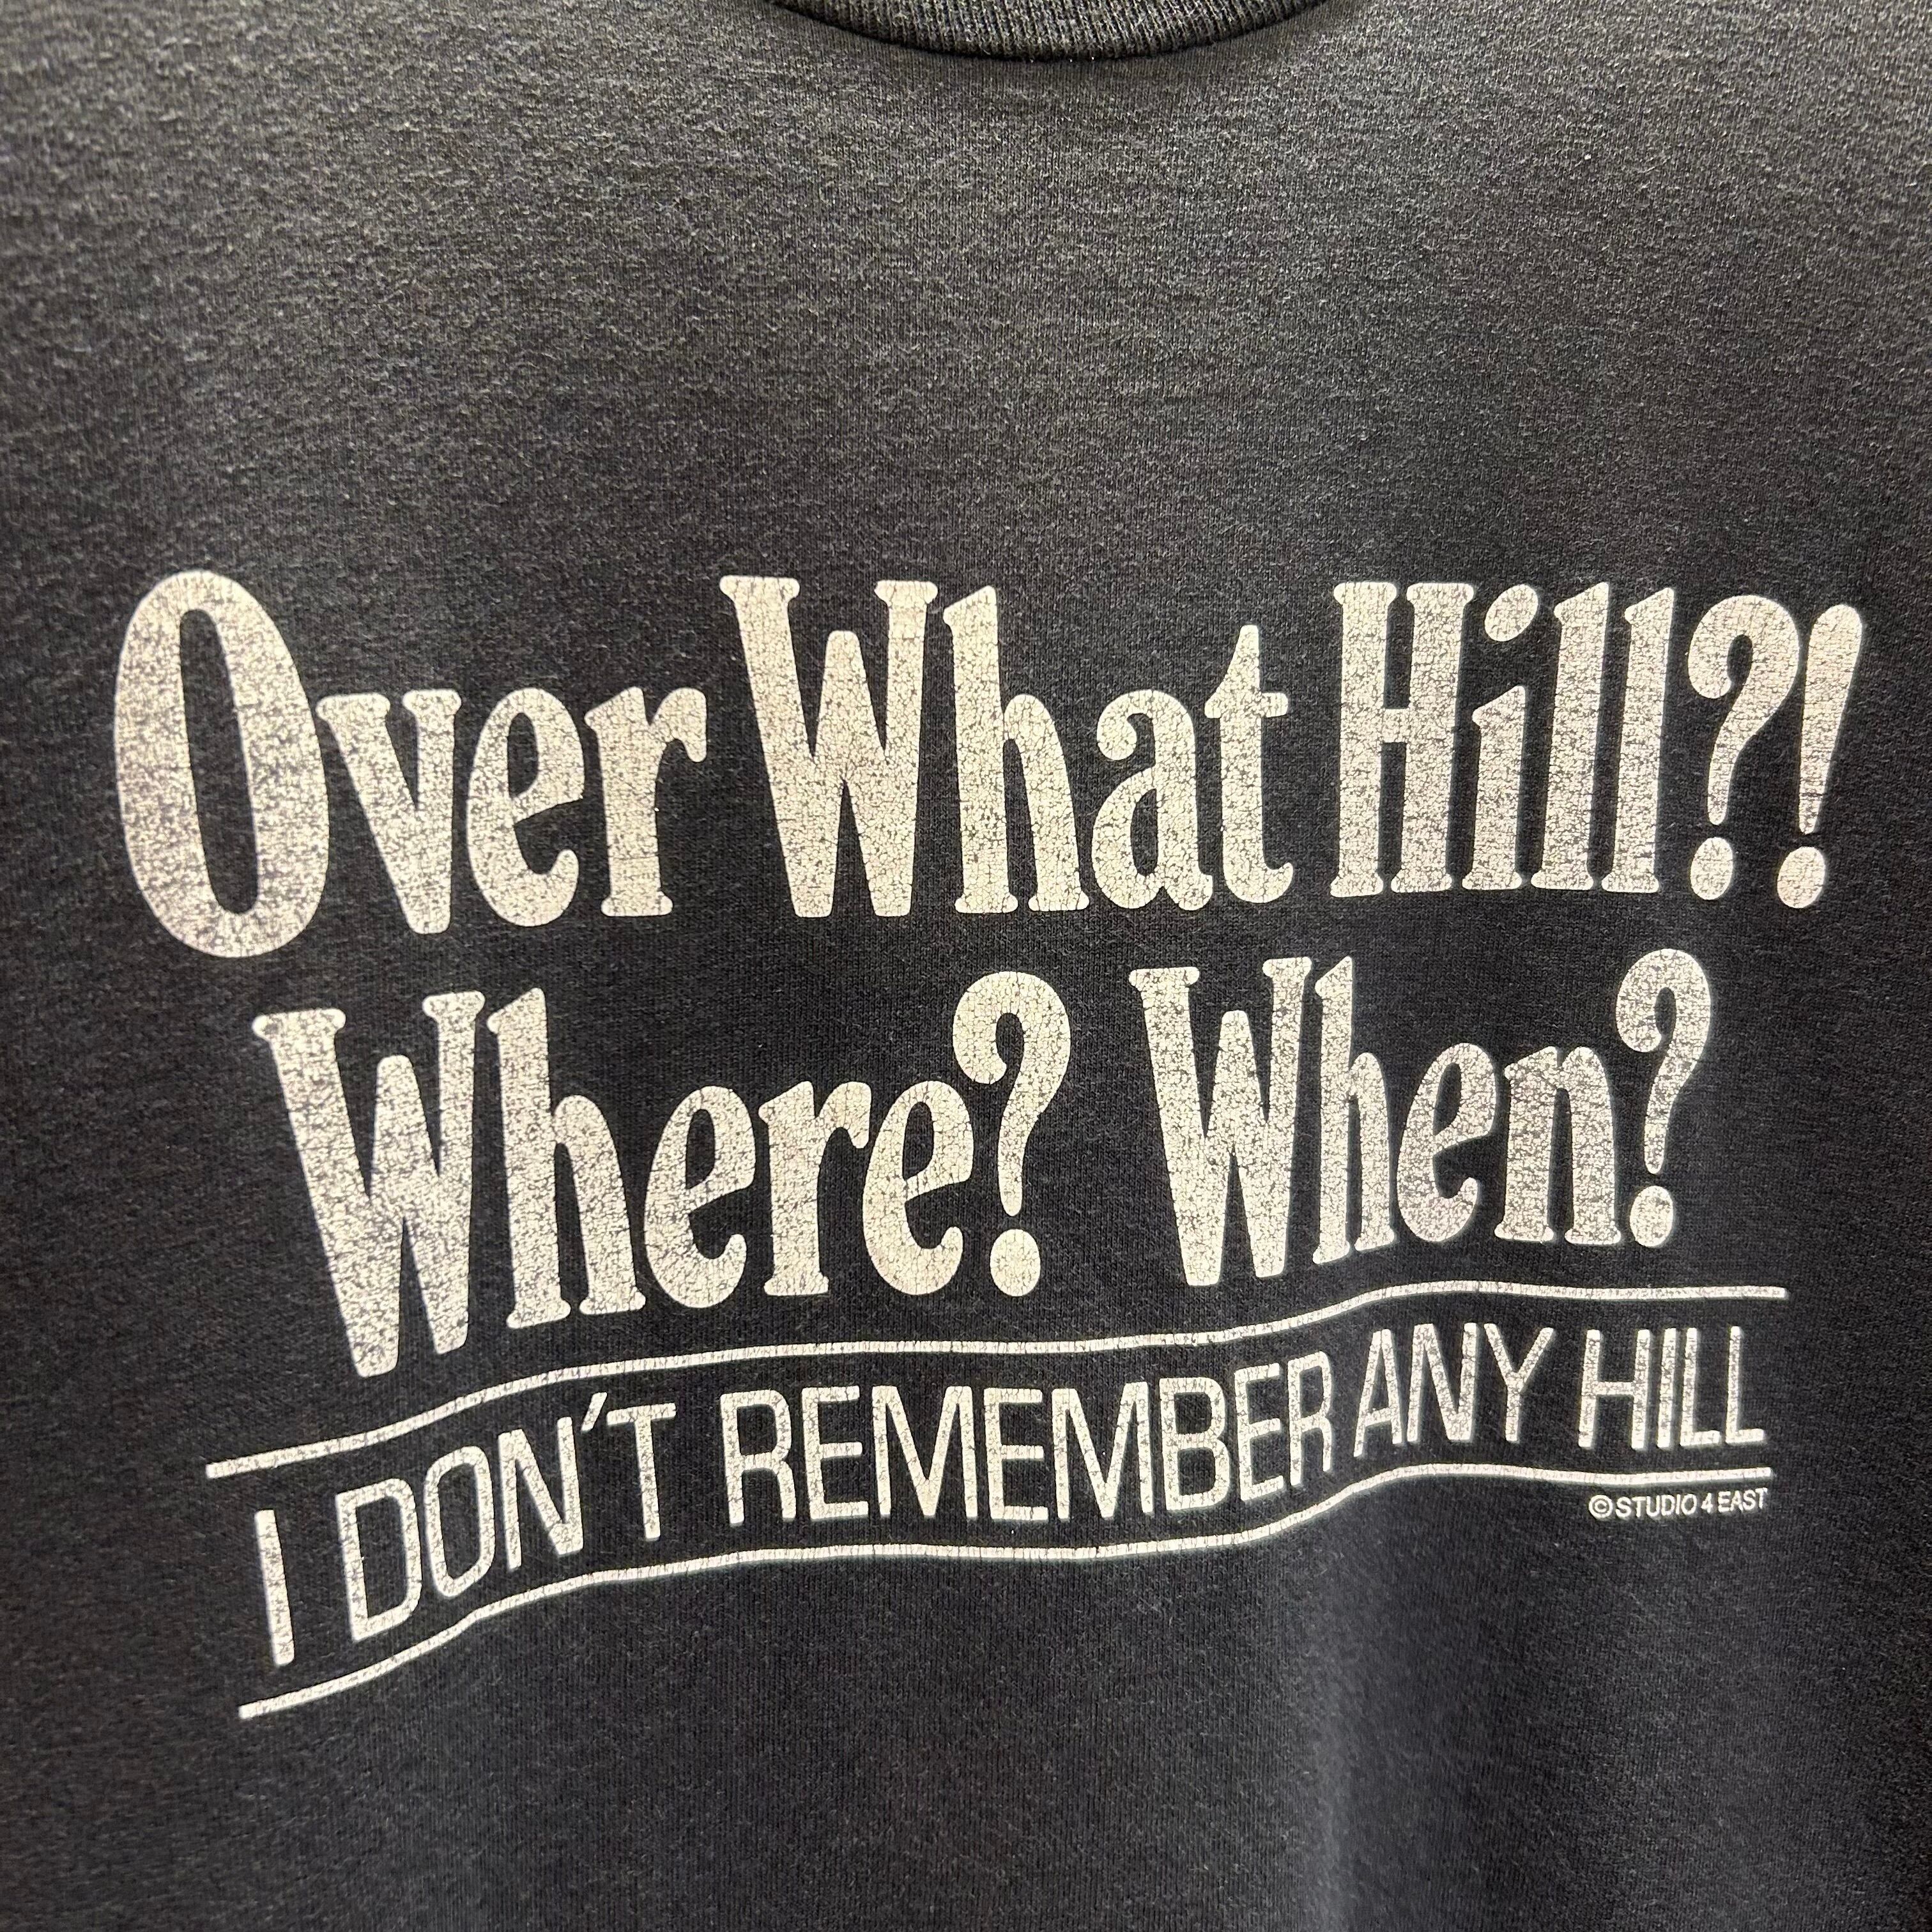 Over What Hill?!
Where? When?
I DON'T REMEMBER ANY HILL
©STUDIO 4 EAST